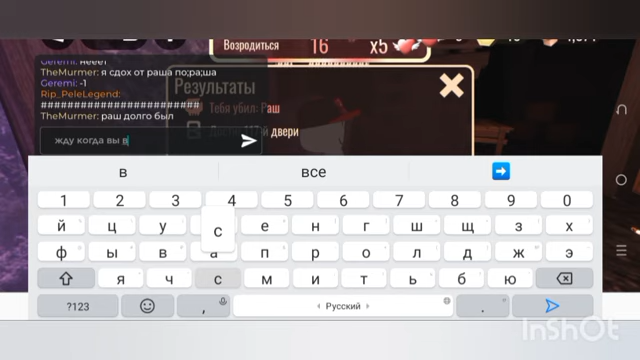 Возродиться 16 x5
Geremi: нееет
TheMurmer: я сдох от раша по;ра;ша
Geremi: -1
Rip_PeleLegend:
########################
TheMurmer: раш долго был
Результаты
Тебя убил: Раш
двери
жду когда вы в
в все
1 2 3 4 5 6 7 8 9 0
й ц у е н г ш щ з х
с
ф ы в а п р о л д ж э
я ч с м и т ь б ю
?123 , Русский .
InShOt